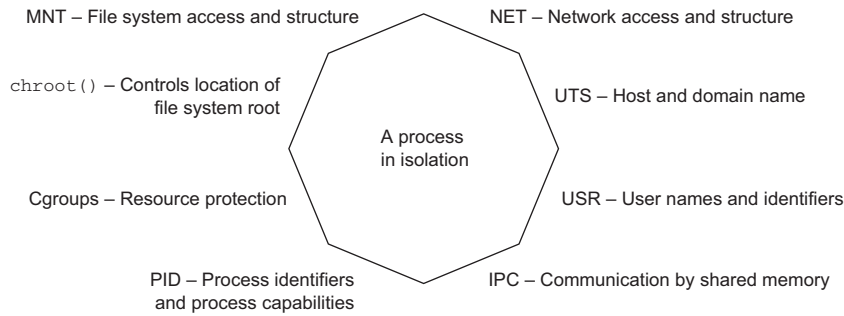 MNT – File system access and structure
NET – Network access and structure
chroot() – Controls location of
file system root
UTS – Host and domain name
A process
in isolation
Cgroups – Resource protection
USR – User names and identifiers
PID – Process identifiers
and process capabilities
IPC – Communication by shared memory